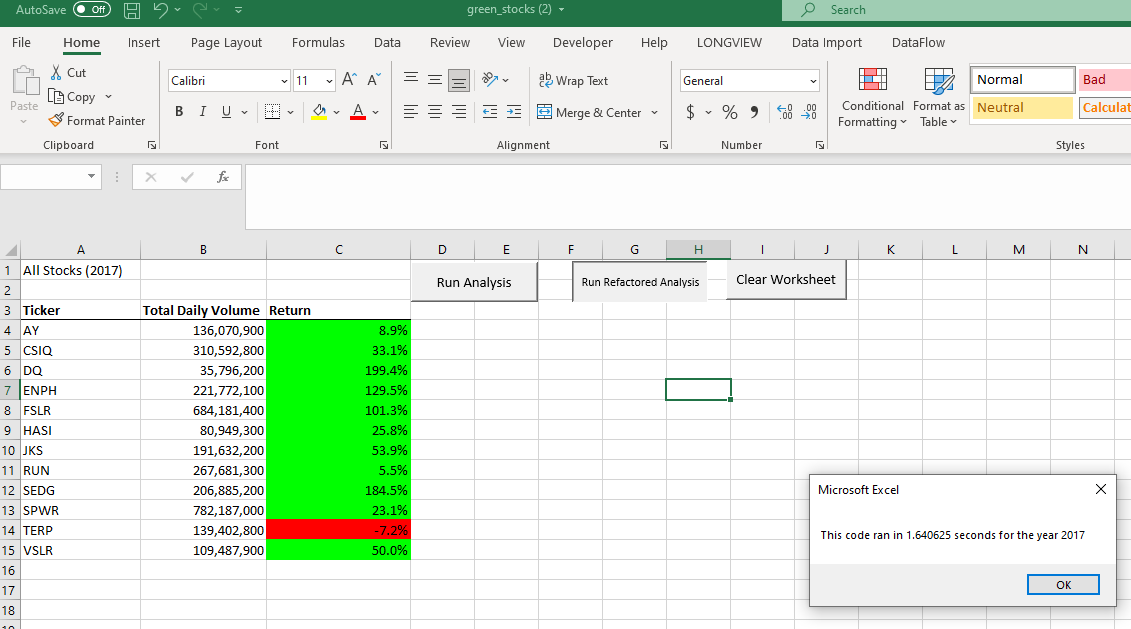 AutoSave Off green_stocks (2) Search
File Home Insert Page Layout Formulas Data Review View Developer Help LONGVIEW Data Import DataFlow
Paste
Cut
Copy
Format Painter
Clipboard
Calibri 11 A A
B I U A
Font
ab Wrap Text
Merge & Center
Alignment
General
$ % 9 .00 .00
Number
Conditional Formatting
Format as Table
Normal Bad
Neutral Calculat
Styles
fx
A B C D E F G H I J K L M N
1 All Stocks (2017) Run Analysis Run Refactored Analysis Clear Worksheet
2
3 Ticker Total Daily Volume Return
4 AY 136,070,900 8.9%
5 CSIQ 310,592,800 33.1%
6 DQ 35,796,200 199.4%
7 ENPH 221,772,100 129.5%
8 FSLR 684,181,400 101.3%
9 HASI 80,949,300 25.8%
10 JKS 191,632,200 53.9%
11 RUN 267,681,300 5.5%
12 SEDG 206,885,200 184.5%
13 SPWR 782,187,000 23.1%
14 TERP 139,402,800 -7.2%
15 VSLR 109,487,900 50.0%
16
17
18
Microsoft Excel
This code ran in 1.640625 seconds for the year 2017
OK